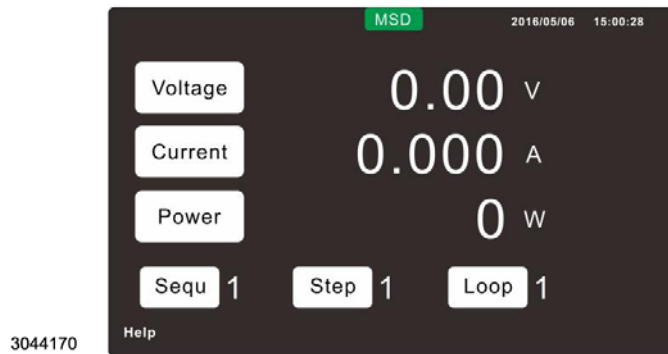 MSD 2016/05/06 15:00:28
Voltage 0.00 V
Current 0.000 A
Power 0 W
Sequ 1 Step 1 Loop 1
Help
3044170